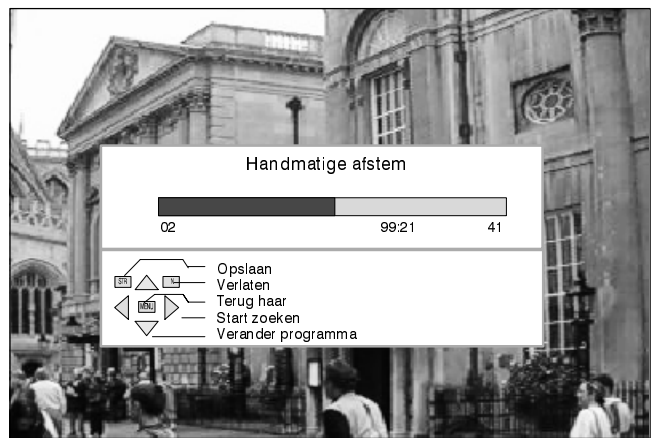 Handmatige afstem
02 99:21 41
STR N Opslaan
Verlaten
MENU Terug haar
Start zoeken
Verander programma